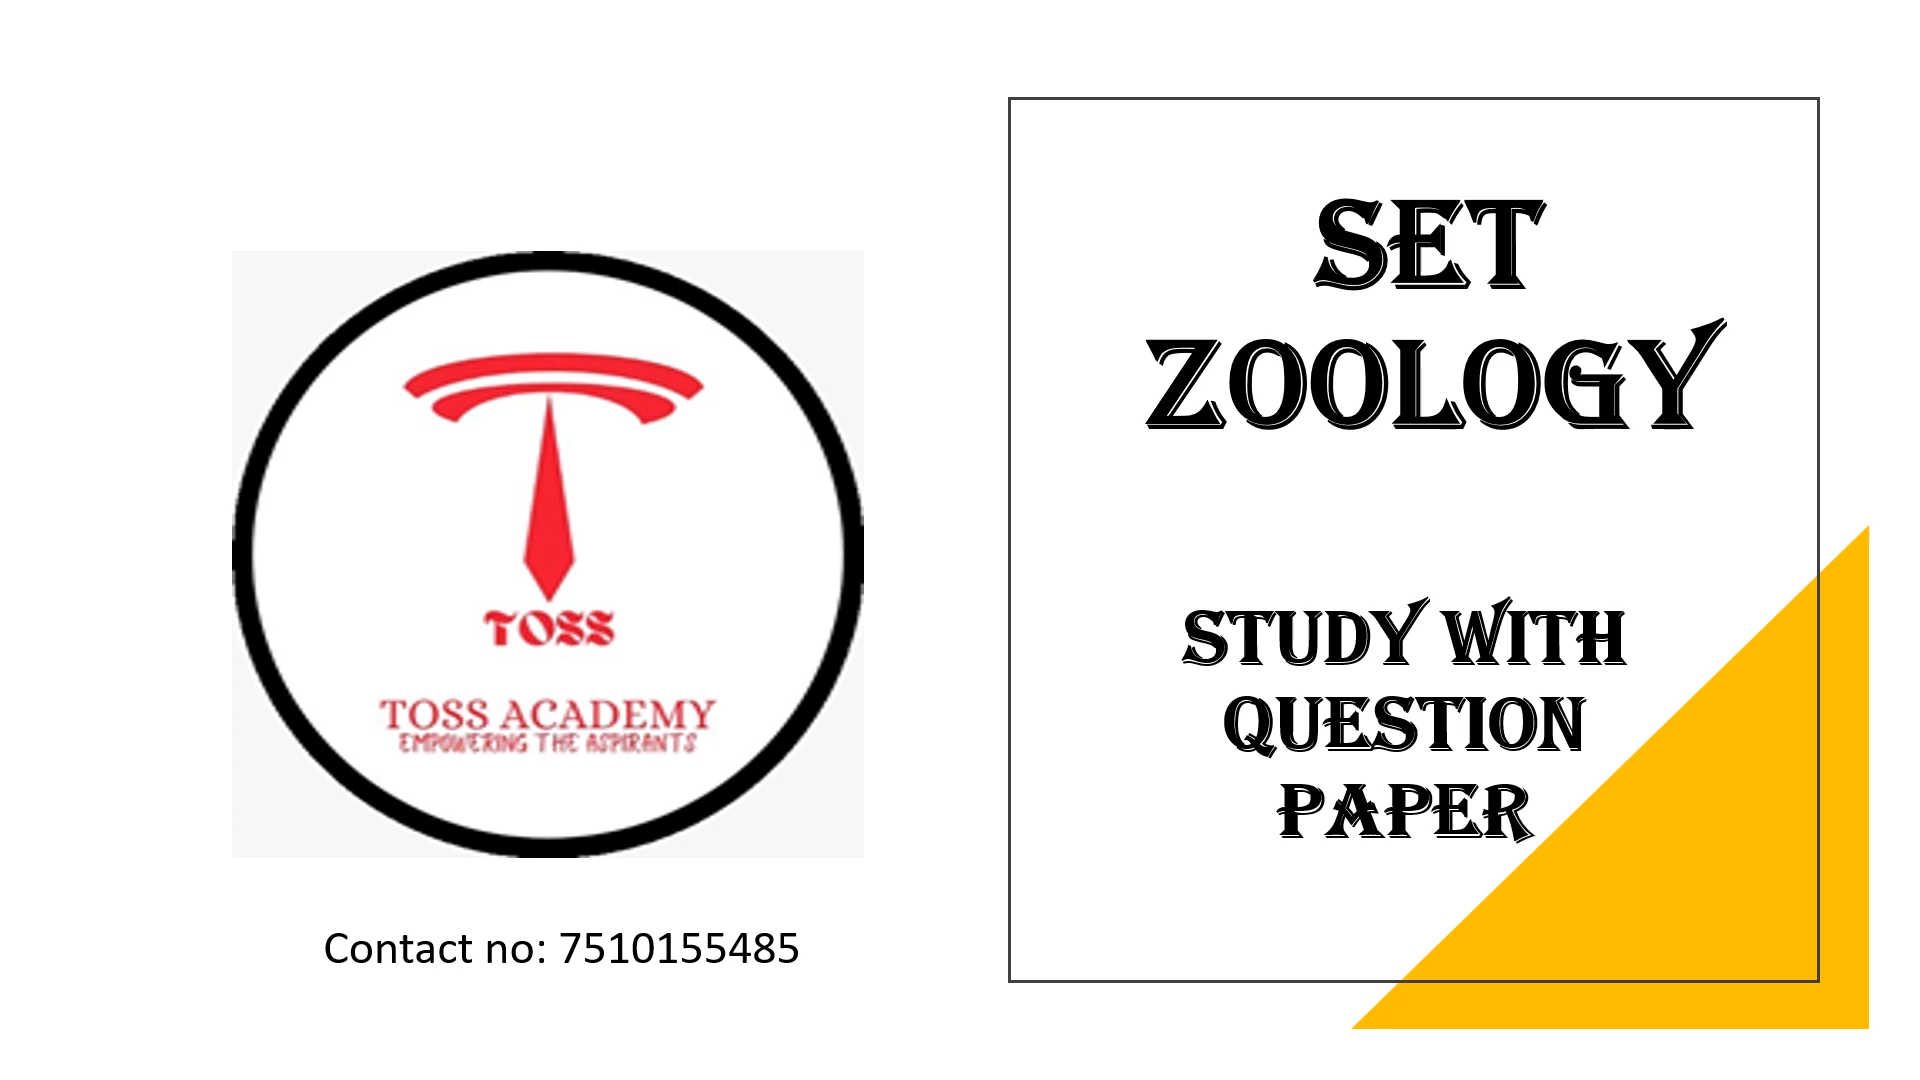 TOSS
TOSS ACADEMY
EMPOWERING THE ASPIRANTS
Contact no: 7510155485
SET
ZOOLOGY
STUDY WITH
QUESTION
PAPER